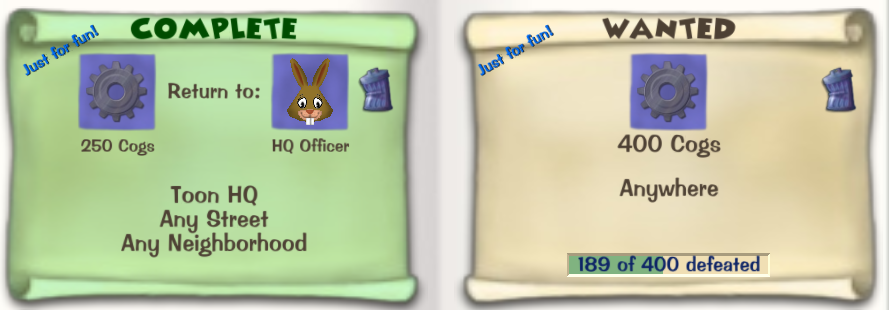 COMPLETE
Just for fun!
Return to:
250 Cogs
HQ Officer
Toon HQ
Any Street
Any Neighborhood
WANTED
Just for fun!
400 Cogs
Anywhere
189 of 400 defeated